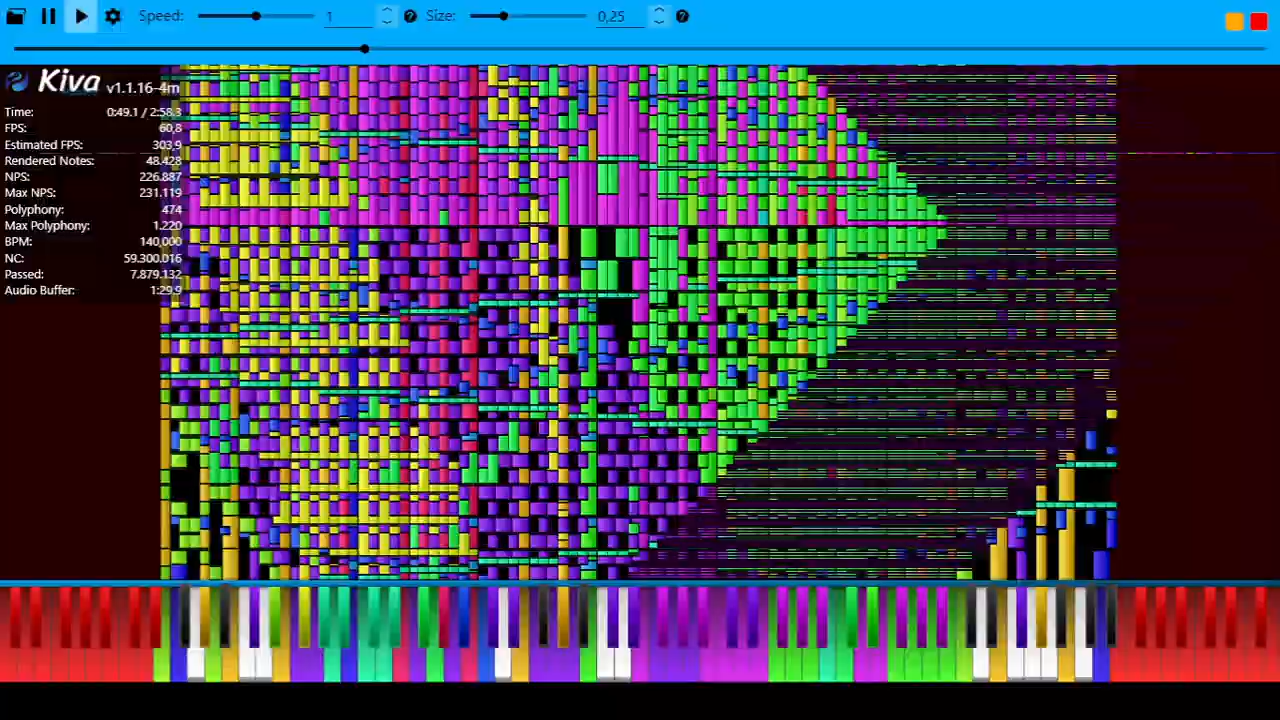 Speed: 1 Size: 0,25
Kiva v1.1.16-4m
Time: 0:49.1 / 2:58.3
FPS: 60,8
Estimated FPS: 303,9
Rendered Notes: 48.428
NPS: 226.887
Max NPS: 231.119
Polyphony: 474
Max Polyphony: 1.220
BPM: 140,000
NC: 59.300.016
Passed: 7.879.132
Audio Buffer: 1:29.9